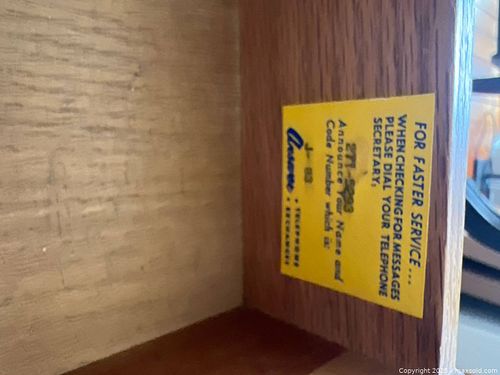 FOR FASTER SERVICE...
WHEN CHECKING FOR MESSAGES
PLEASE DIAL YOUR TELEPHONE
SECRETARY:
Announce Your Name and
Code Number which is:
Answer • TELEPHONE
• EXCHANGES